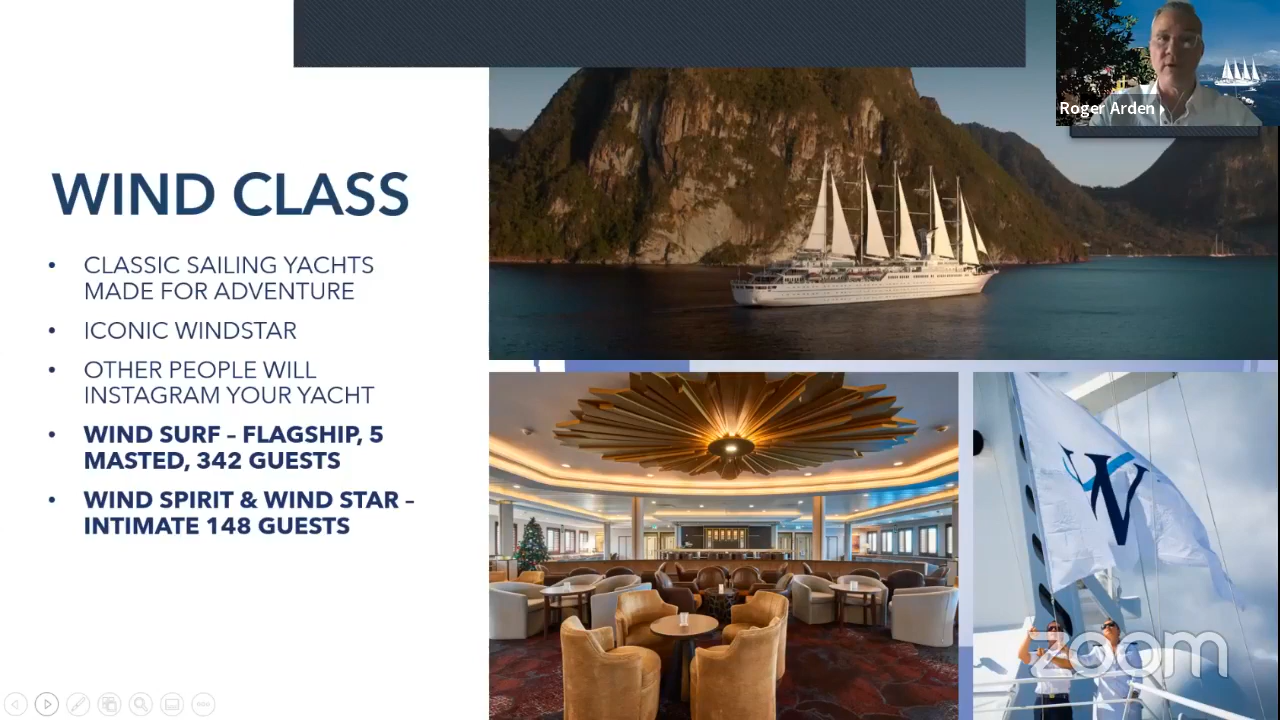 Roger Arden
WIND CLASS
• CLASSIC SAILING YACHTS
MADE FOR ADVENTURE
• ICONIC WINDSTAR
• OTHER PEOPLE WILL
INSTAGRAM YOUR YACHT
• WIND SURF – FLAGSHIP, 5
MASTED, 342 GUESTS
• WIND SPIRIT & WIND STAR –
INTIMATE 148 GUESTS
W
zoom